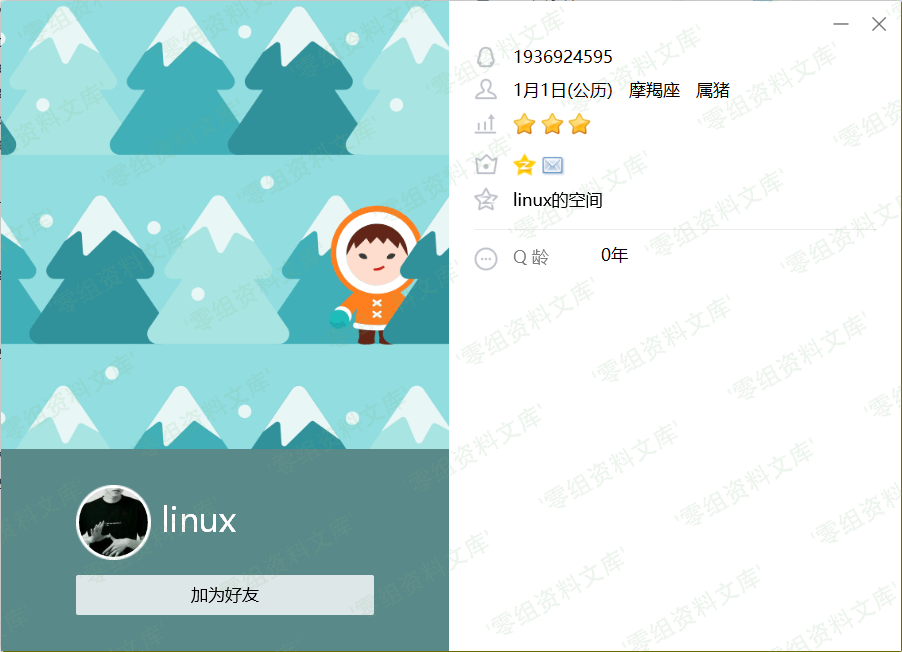 1936924595
1月1日(公历) 摩羯座 属猪
linux的空间
Q 龄 0年
linux
加为好友
'零组资料文库'